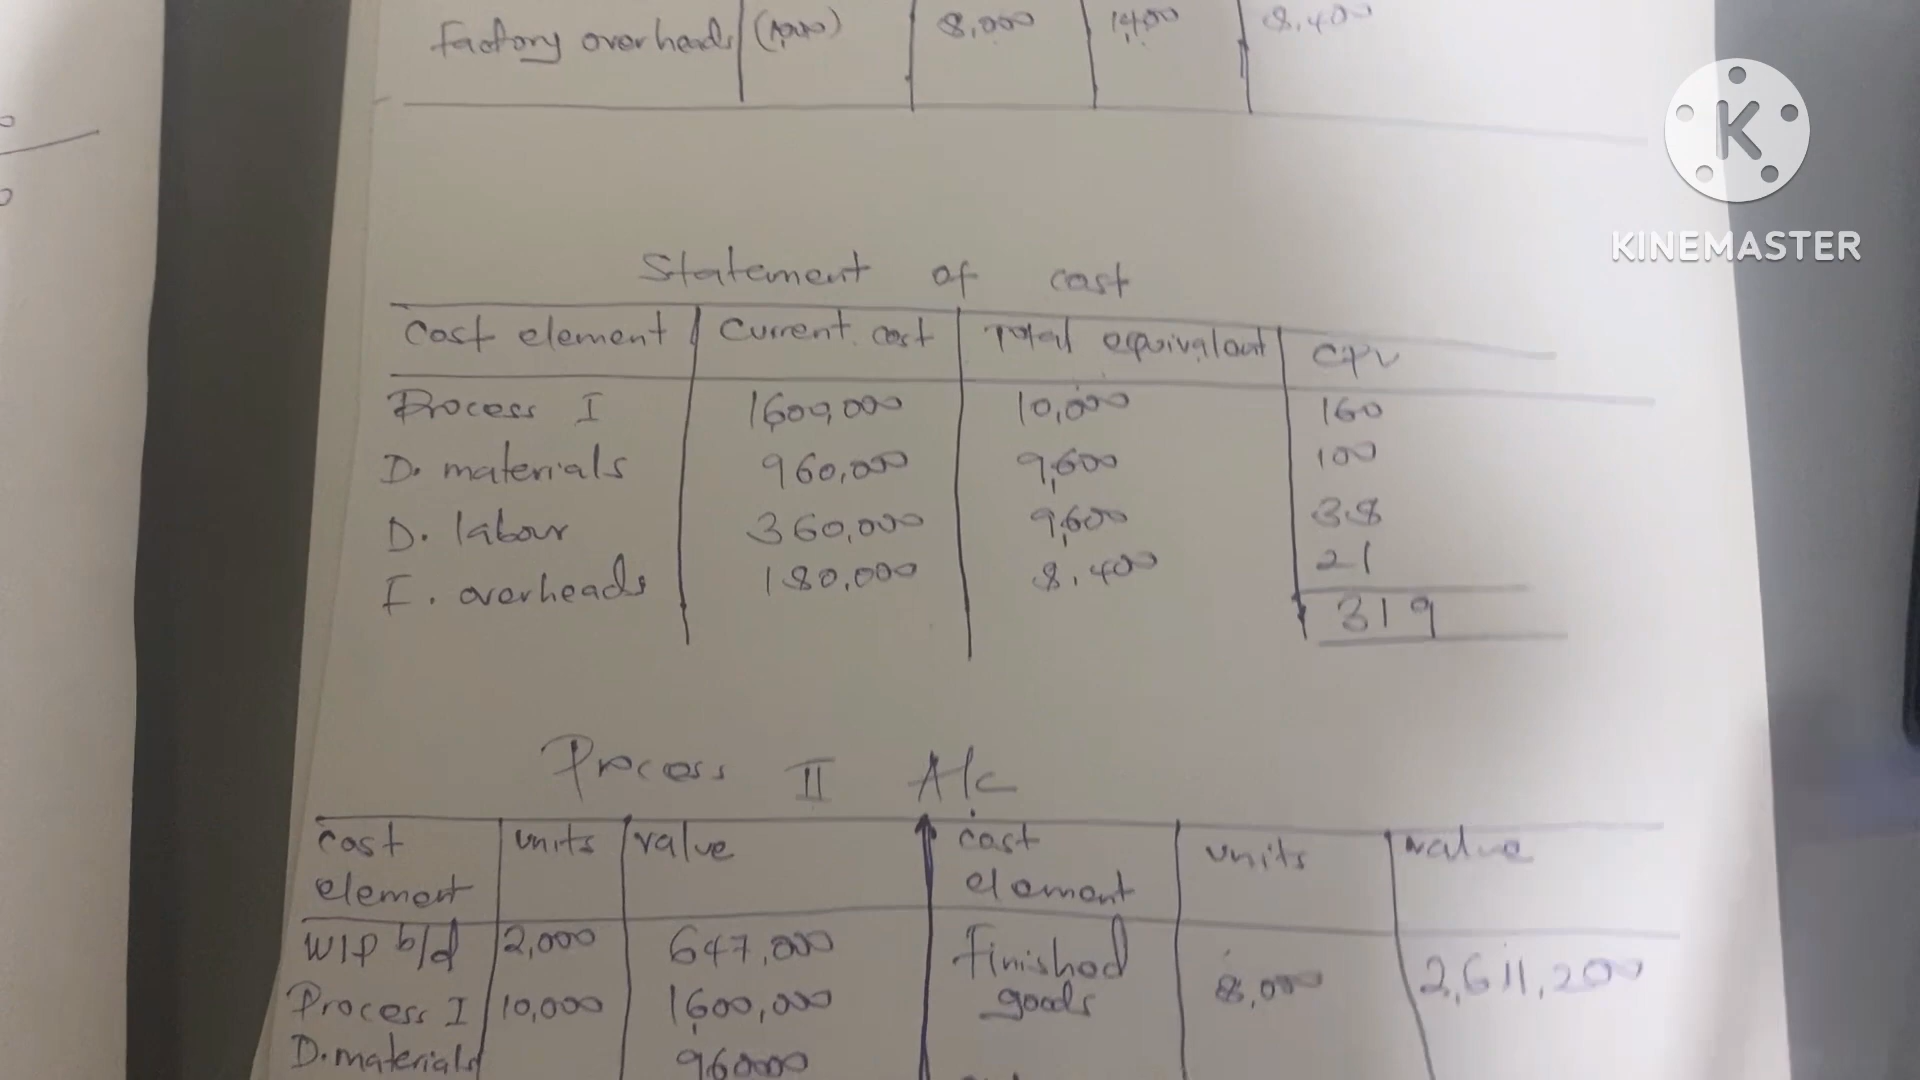 Factory overheads (1,000) 8,000 1,400 8,400
K
KINEMASTER
Statement of cost
Cost element Current cost Total equivalent CPU
Process I 1600,000 10,000 160
D. materials 960,000 9,600 100
D. labour 360,000 9,600 38
F. overheads 180,000 8,400 21
319
Process II A/c
cost element units value cost element units value
WIP b/d 2,000 647,000 Finished goods 8,000 2,611,200
Process I 10,000 1600,000
D. materials 960000